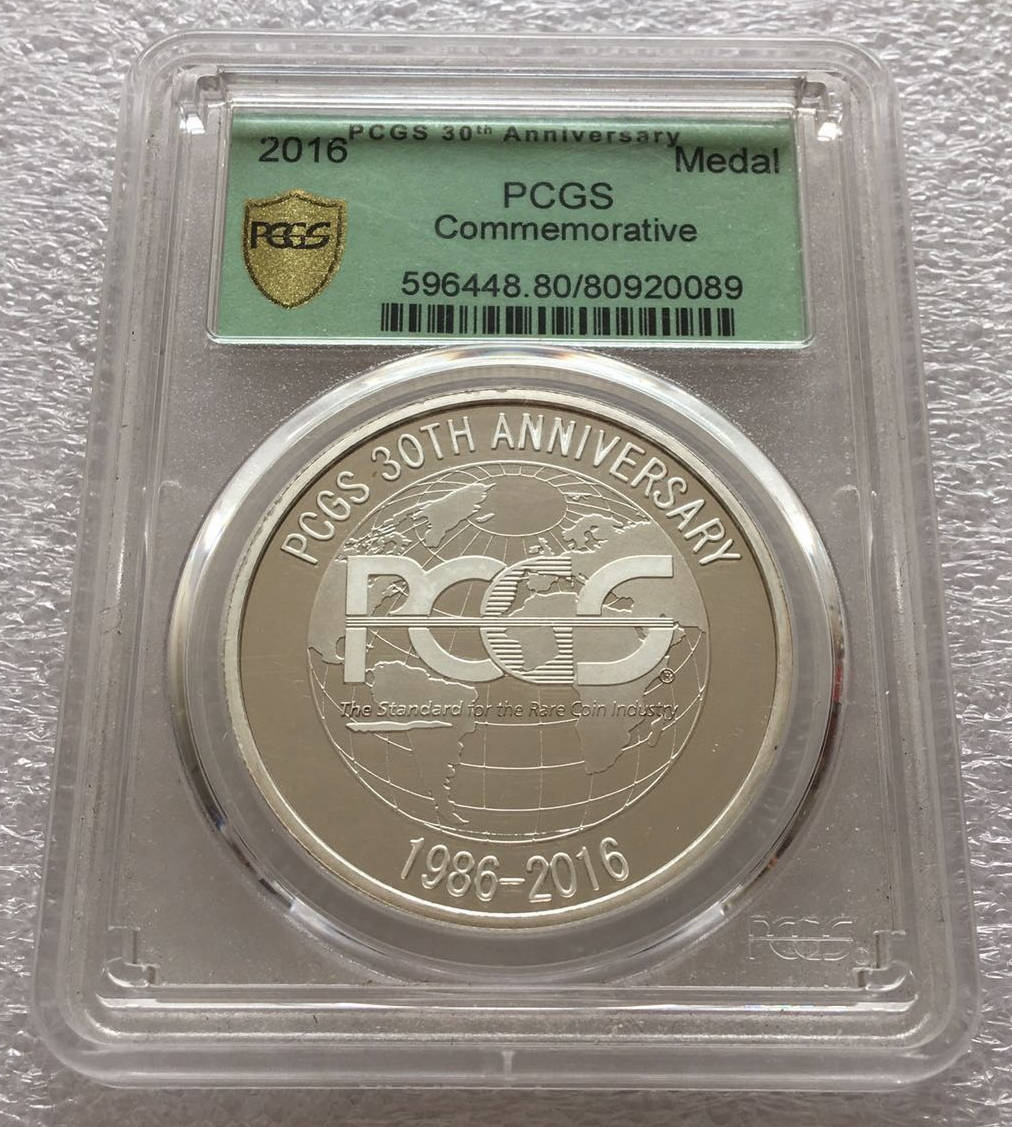 PCGS 30th Anniversary
2016 Medal
PCGS
PCGS
Commemorative
596448.80/80920089
PCGS 30TH ANNIVERSARY
PCGS®
The Standard for the Rare Coin Industry
1986-2016
PCGS